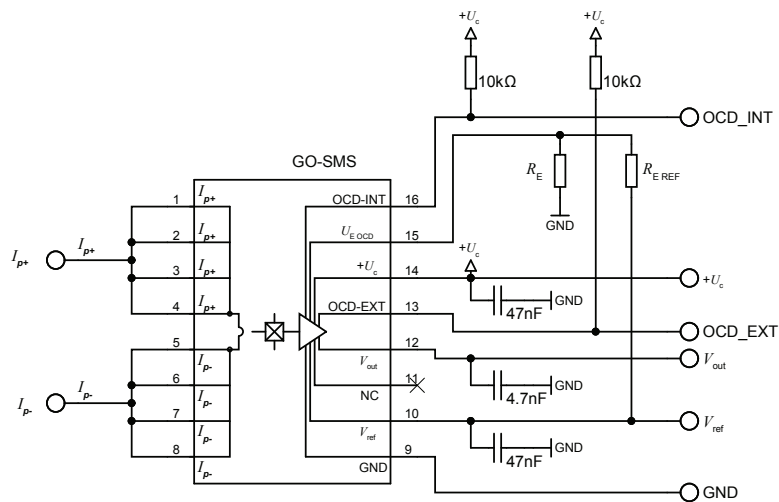 +Uc
+Uc
10kΩ
10kΩ
OCD_INT
GO-SMS
RE
RE REF
1
Ip+
OCD-INT
16
GND
2
Ip+
UE OCD
15
Ip+
Ip+
+Uc
3
Ip+
+Uc
14
+Uc
4
Ip+
OCD-EXT
13
47nF
GND
OCD_EXT
5
Ip-
Vout
12
Vout
Ip-
Ip-
6
Ip-
NC
11
4.7nF
GND
7
Ip-
Vref
10
Vref
8
Ip-
GND
9
47nF
GND
GND